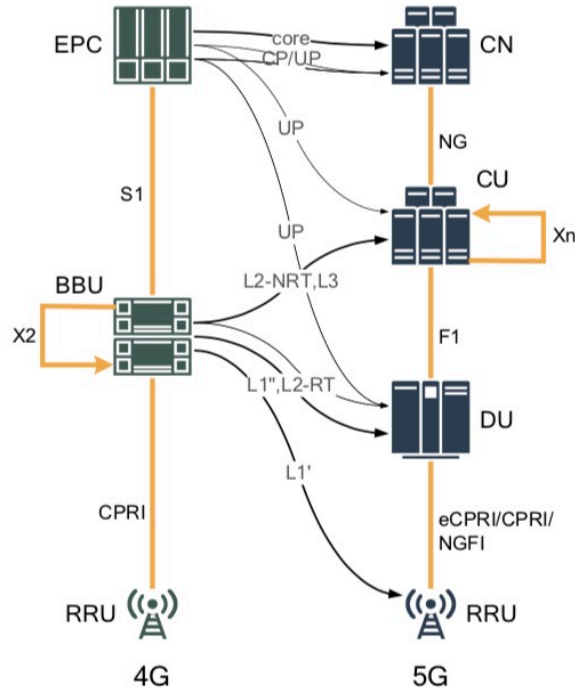 EPC
core
CN
CP/UP
UP
NG
S1
CU
UP
Xn
BBU
L2-NRT,L3
X2
F1
L1",L2-RT
DU
L1'
CPRI
eCPRI/CPRI/
NGFI
RRU
RRU
4G
5G